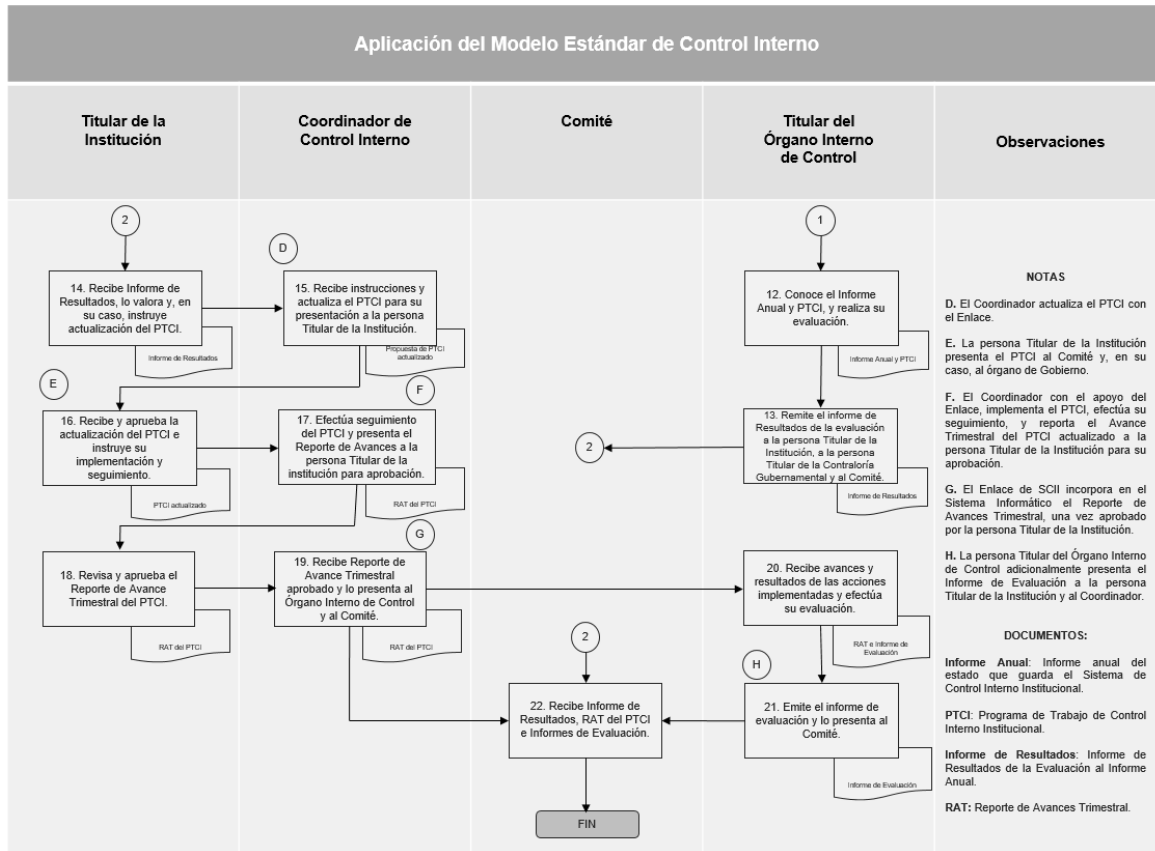 Aplicación del Modelo Estándar de Control Interno
Titular de la
Institución
Coordinador de
Control Interno
Comité
Titular del
Órgano Interno
de Control
Observaciones
2
14. Recibe Informe de
Resultados, lo valora y, en
su caso, instruye
actualización del PTCI.
Informe de Resultados
D
15. Recibe instrucciones y
actualiza el PTCI para su
presentación a la persona
Titular de la Institución.
Propuesta de PTCI
actualizado
1
12. Conoce el Informe
Anual y PTCI, y realiza su
evaluación.
Informe Anual y PTCI
E
16. Recibe y aprueba la
actualización del PTCI e
instruye su
implementación y
seguimiento.
PTCI actualizado
F
17. Efectúa seguimiento
del PTCI y presenta el
Reporte de Avances a la
persona Titular de la
institución para aprobación.
RAT del PTCI
2
13. Remite el informe de
Resultados de la evaluación
a la persona Titular de la
Institución, a la persona
Titular de la Contraloría
Gubernamental y al Comité.
Informe de Resultados
18. Revisa y aprueba el
Reporte de Avance
Trimestral del PTCI.
RAT del PTCI
G
19. Recibe Reporte de
Avance Trimestral
aprobado y lo presenta al
Órgano Interno de Control
y al Comité.
RAT del PTCI
20. Recibe avances y
resultados de las acciones
implementadas y efectúa
su evaluación.
RAT e Informe de
Evaluación
2
22. Recibe Informe de
Resultados, RAT del PTCI
e Informes de Evaluación.
H
21. Emite el informe de
evaluación y lo presenta al
Comité.
Informe de Evaluación
FIN
NOTAS
D. El Coordinador actualiza el PTCI con
el Enlace.
E. La persona Titular de la Institución
presenta el PTCI al Comité y, en su
caso, al órgano de Gobierno.
F. El Coordinador con el apoyo del
Enlace, implementa el PTCI, efectúa su
seguimiento, y reporta el Avance
Trimestral del PTCI actualizado a la
persona Titular de la Institución para su
aprobación.
G. El Enlace de SCII incorpora en el
Sistema Informático el Reporte de
Avances Trimestral, una vez aprobado
por la persona Titular de la Institución.
H. La persona Titular del Órgano Interno
de Control adicionalmente presenta el
Informe de Evaluación a la persona
Titular de la Institución y al Coordinador.
DOCUMENTOS:
Informe Anual: Informe anual del
estado que guarda el Sistema de
Control Interno Institucional.
PTCI: Programa de Trabajo de Control
Interno Institucional.
Informe de Resultados: Informe de
Resultados de la Evaluación al Informe
Anual.
RAT: Reporte de Avances Trimestral.